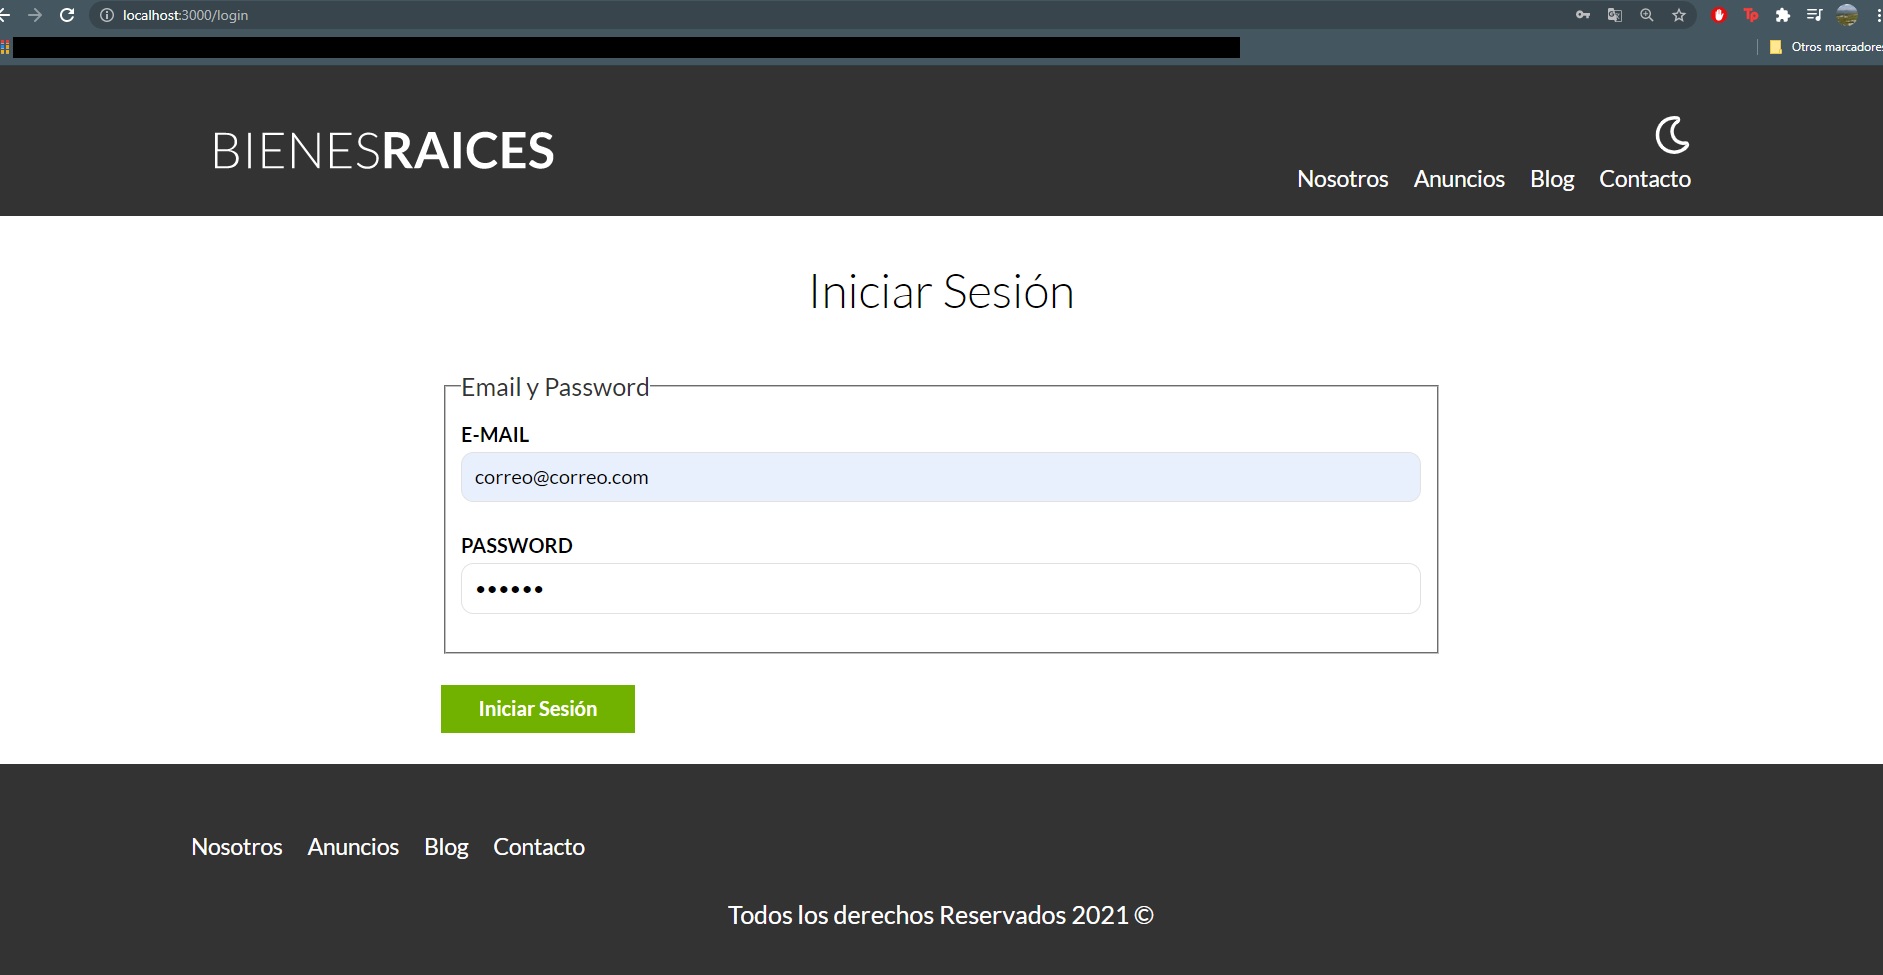 localhost:3000/login
Otros marcadores
BIENESRAICES
Nosotros Anuncios Blog Contacto
Iniciar Sesión
Email y Password
E-MAIL
correo@correo.com
PASSWORD
••••••
Iniciar Sesión
Nosotros Anuncios Blog Contacto
Todos los derechos Reservados 2021 ©